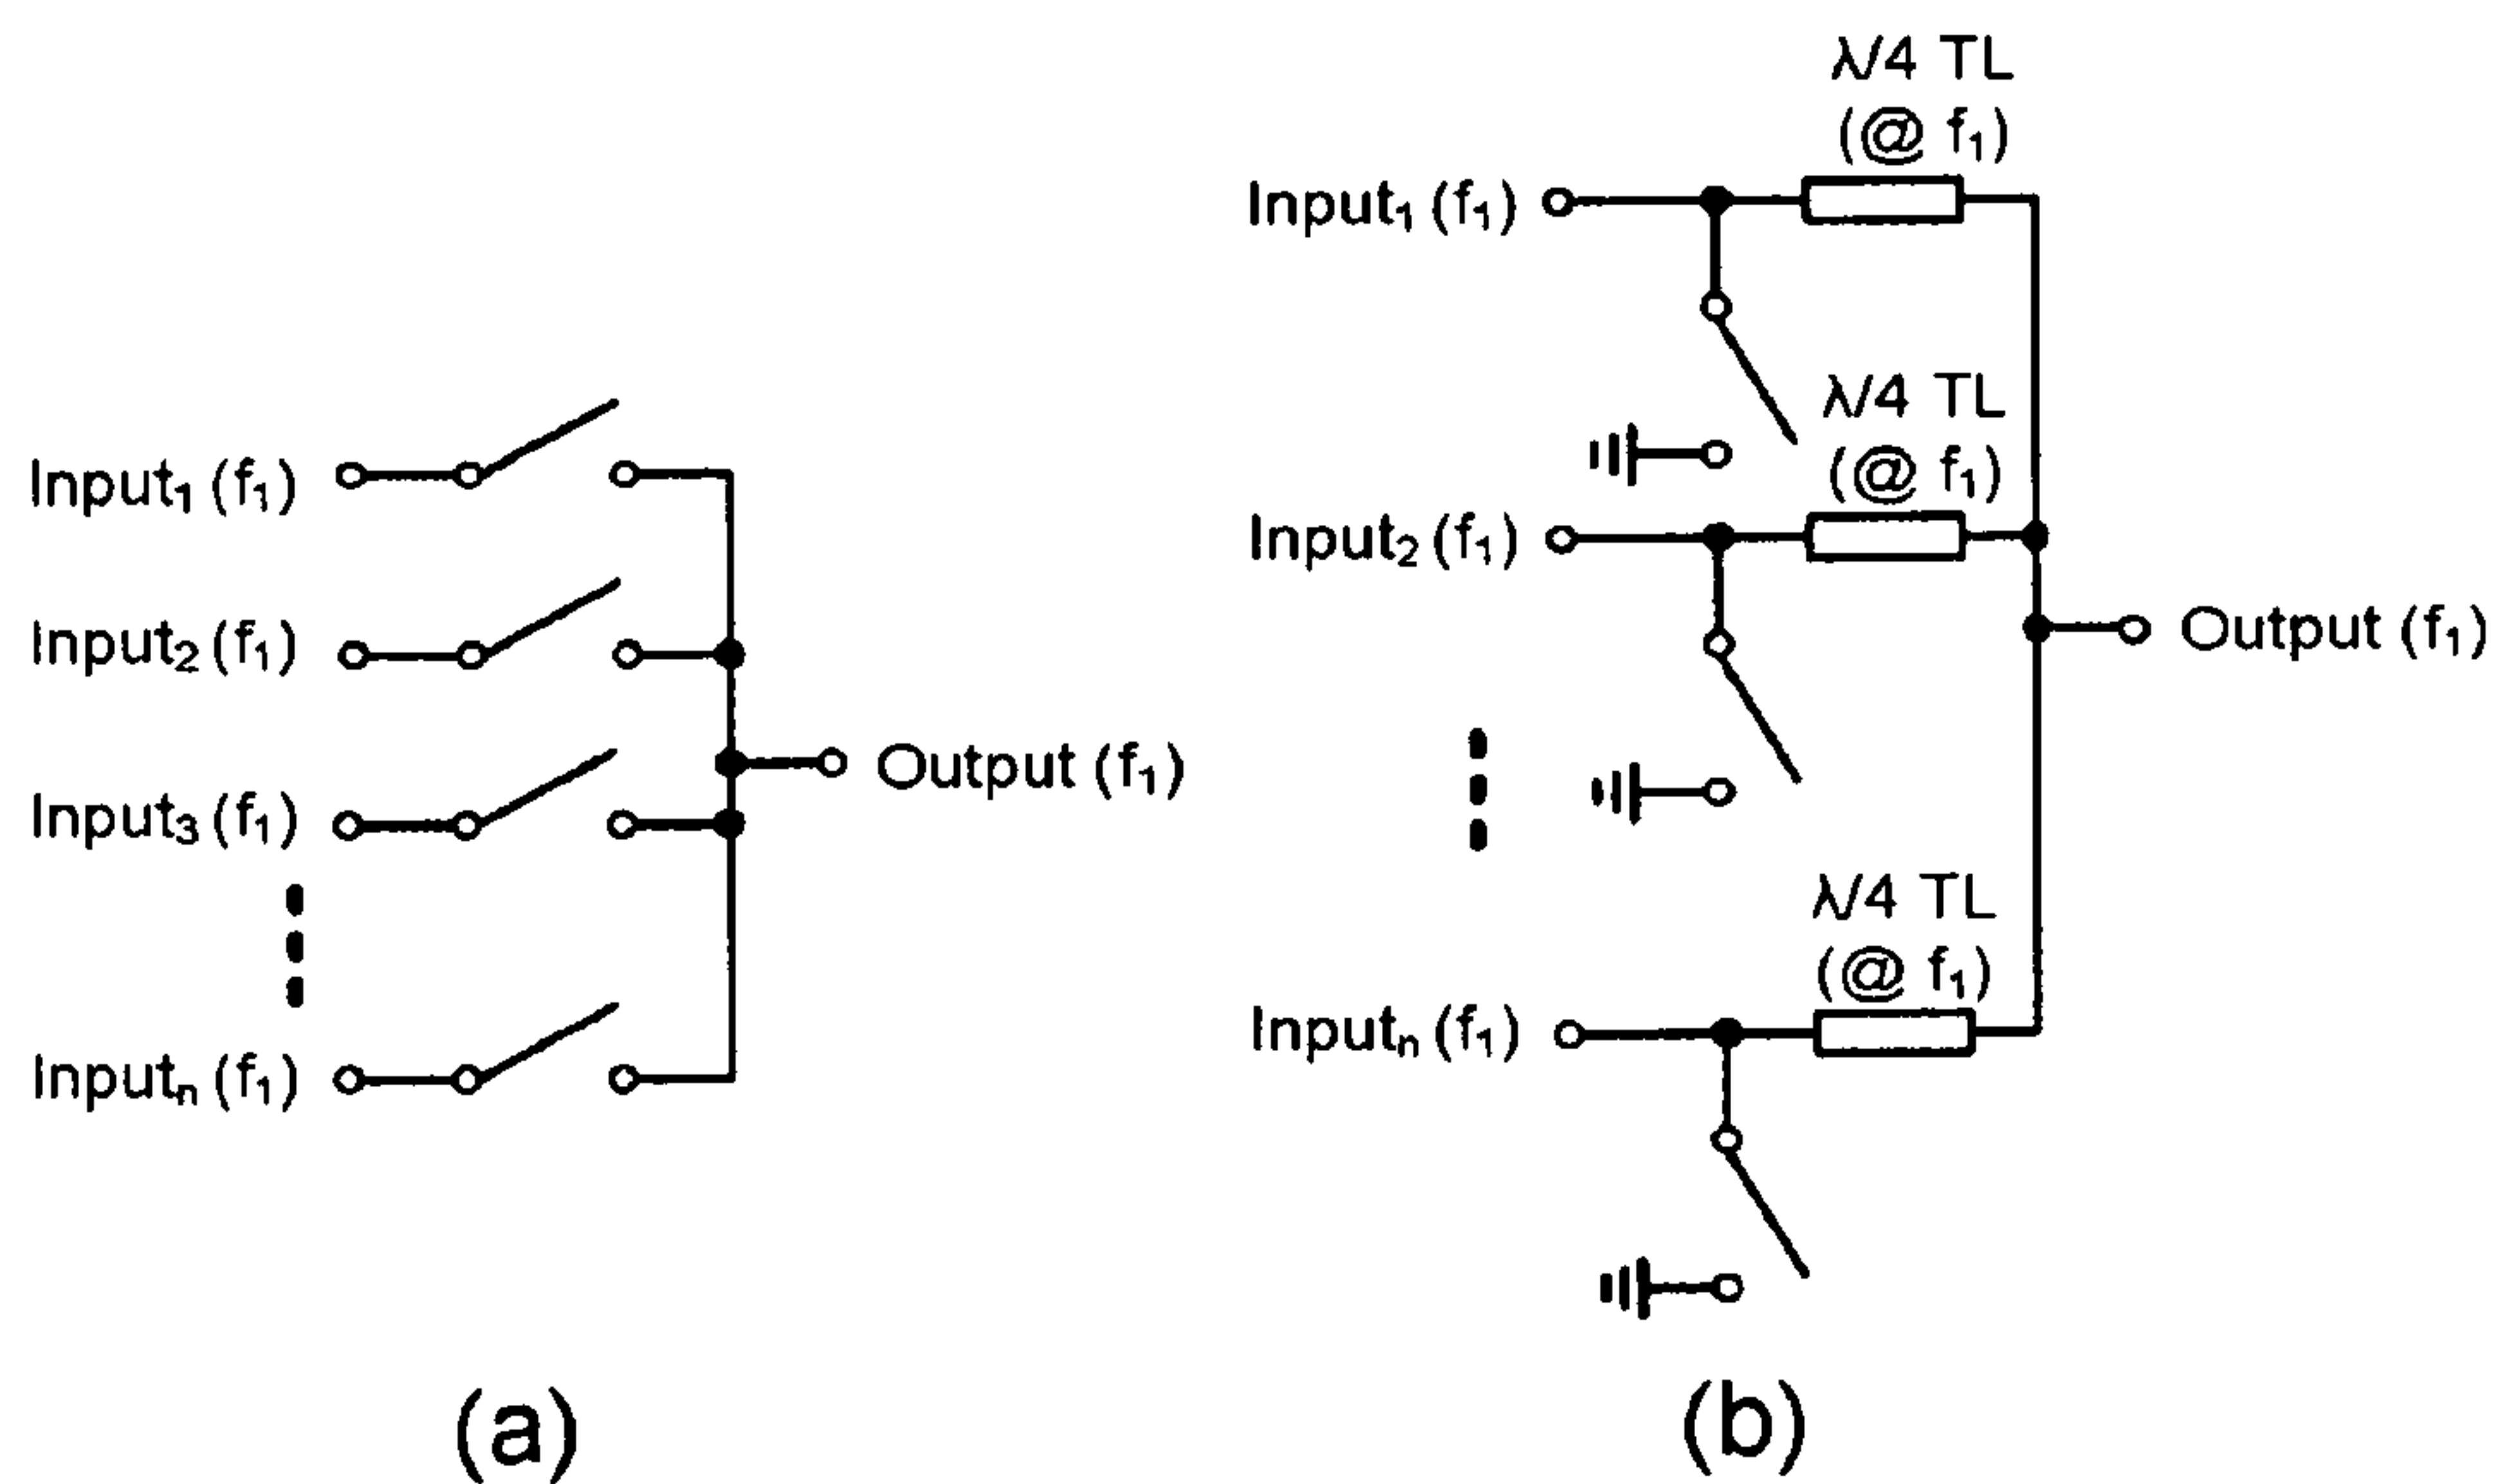 Input₁ (f₁)
Input₂ (f₁)
Input₃ (f₁)
Inputₙ (f₁)
Output (f₁)
(a)
λ/4 TL
(@ f₁)
Input₁ (f₁)
λ/4 TL
(@ f₁)
Input₂ (f₁)
Output (f₁)
λ/4 TL
(@ f₁)
Inputₙ (f₁)
(b)